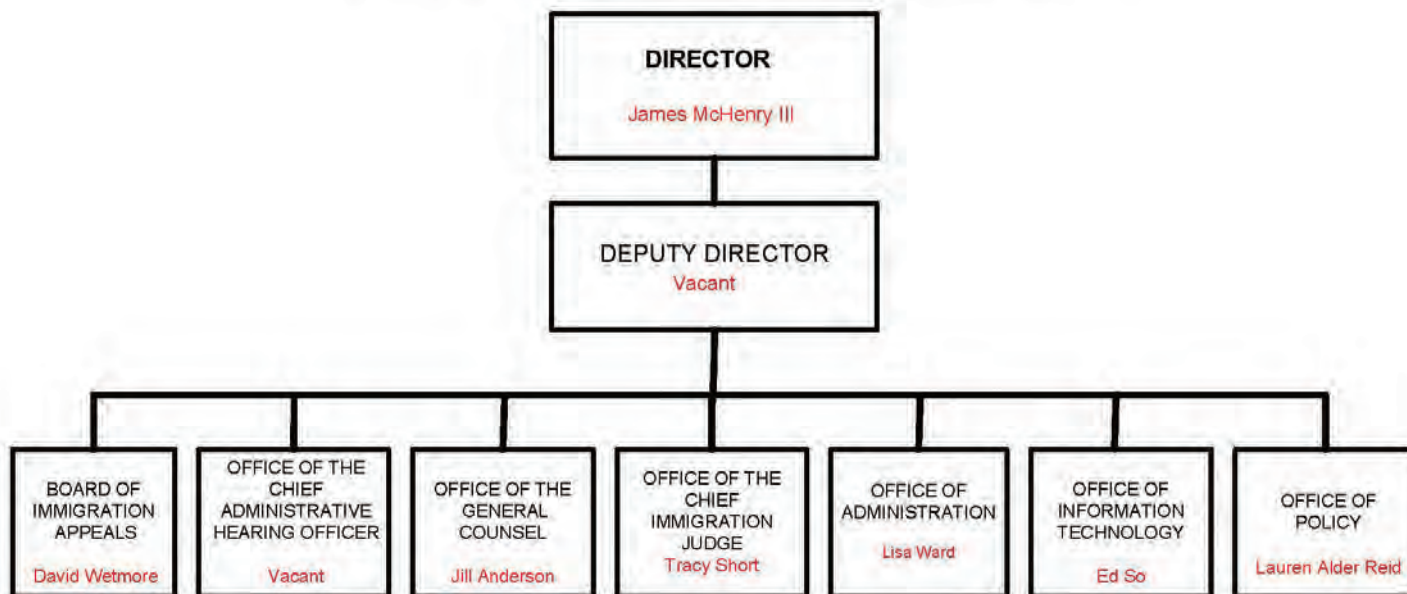 DIRECTOR
James McHenry III
DEPUTY DIRECTOR
Vacant
BOARD OF
IMMIGRATION
APPEALS
David Wetmore
OFFICE OF THE
CHIEF
ADMINISTRATIVE
HEARING OFFICER
Vacant
OFFICE OF THE
GENERAL
COUNSEL
Jill Anderson
OFFICE OF THE
CHIEF
IMMIGRATION
JUDGE
Tracy Short
OFFICE OF
ADMINISTRATION
Lisa Ward
OFFICE OF
INFORMATION
TECHNOLOGY
Ed So
OFFICE OF
POLICY
Lauren Alder Reid